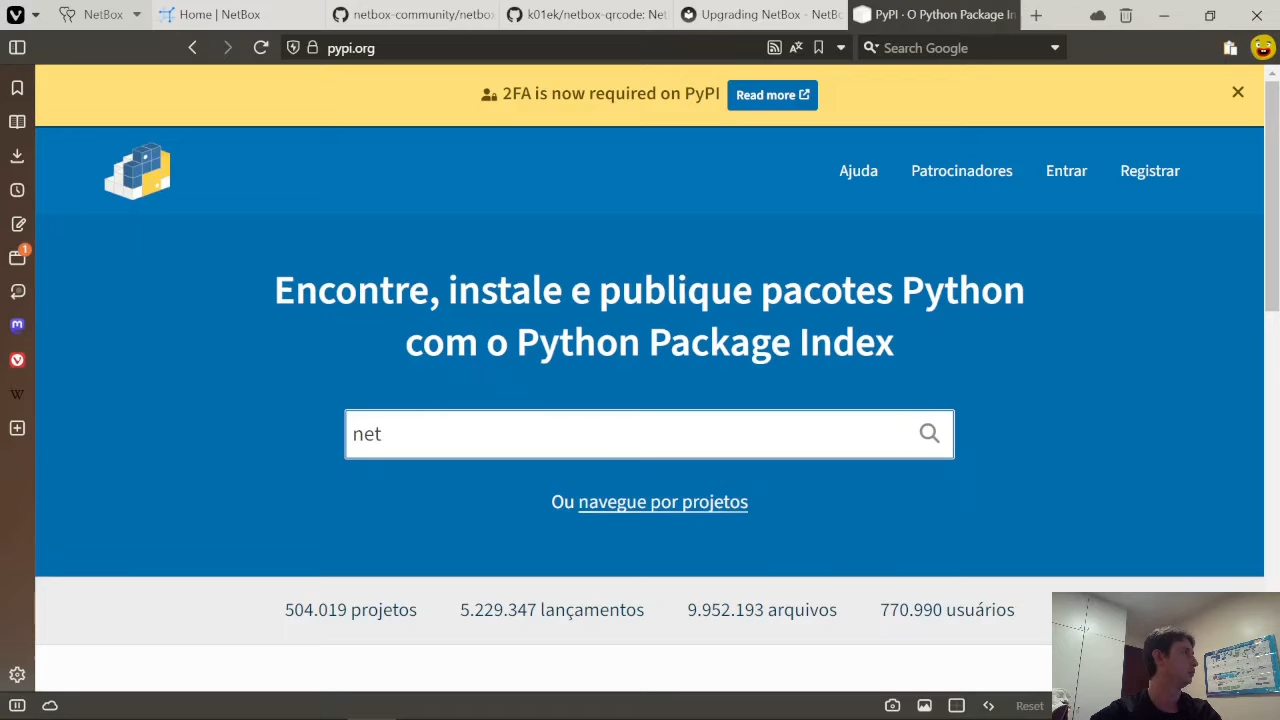 NetBox
Home | NetBox
netbox-community/netbox
k01ek/netbox-qrcode: Net
Upgrading NetBox - NetB
PyPI · O Python Package In
pypi.org
Search Google
2FA is now required on PyPI
Read more
Ajuda
Patrocinadores
Entrar
Registrar
Encontre, instale e publique pacotes Python
com o Python Package Index
net
Ou navegue por projetos
504.019 projetos
5.229.347 lançamentos
9.952.193 arquivos
770.990 usuários
1
m
W
Reset